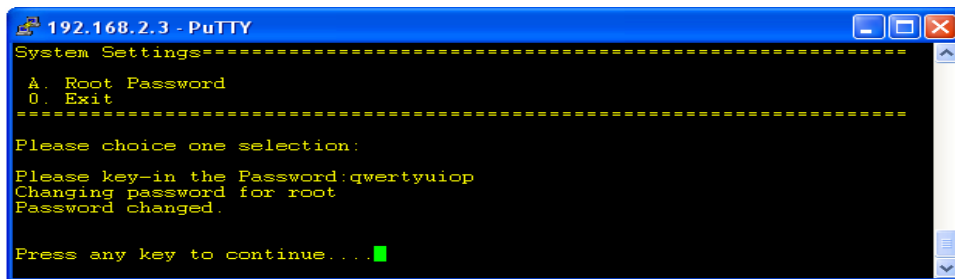 192.168.2.3 - PuTTY
System Settings========================================================
A. Root Password
0. Exit
=======================================================================
Please choice one selection:
Please key-in the Password:qwertyuiop
Changing password for root
Password changed.
Press any key to continue....